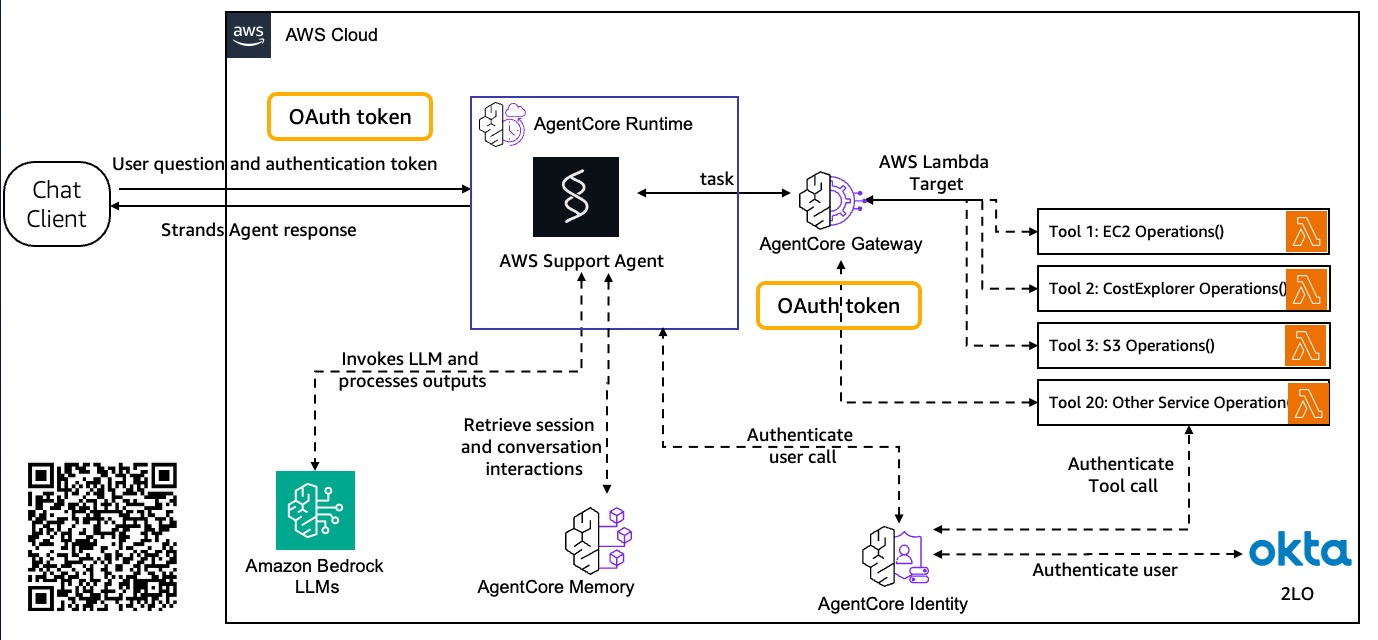 aws
AWS Cloud
OAuth token
AgentCore Runtime
User question and authentication token
Chat
Client
Strands Agent response
AWS Support Agent
task
AWS Lambda
Target
AgentCore Gateway
OAuth token
Tool 1: EC2 Operations()
Tool 2: CostExplorer Operations()
Tool 3: S3 Operations()
Tool 20: Other Service Operation
Invokes LLM and
processes outputs
Retrieve session
and conversation
interactions
Authenticate
user call
Authenticate
Tool call
Amazon Bedrock
LLMs
AgentCore Memory
AgentCore Identity
Authenticate user
okta
2LO